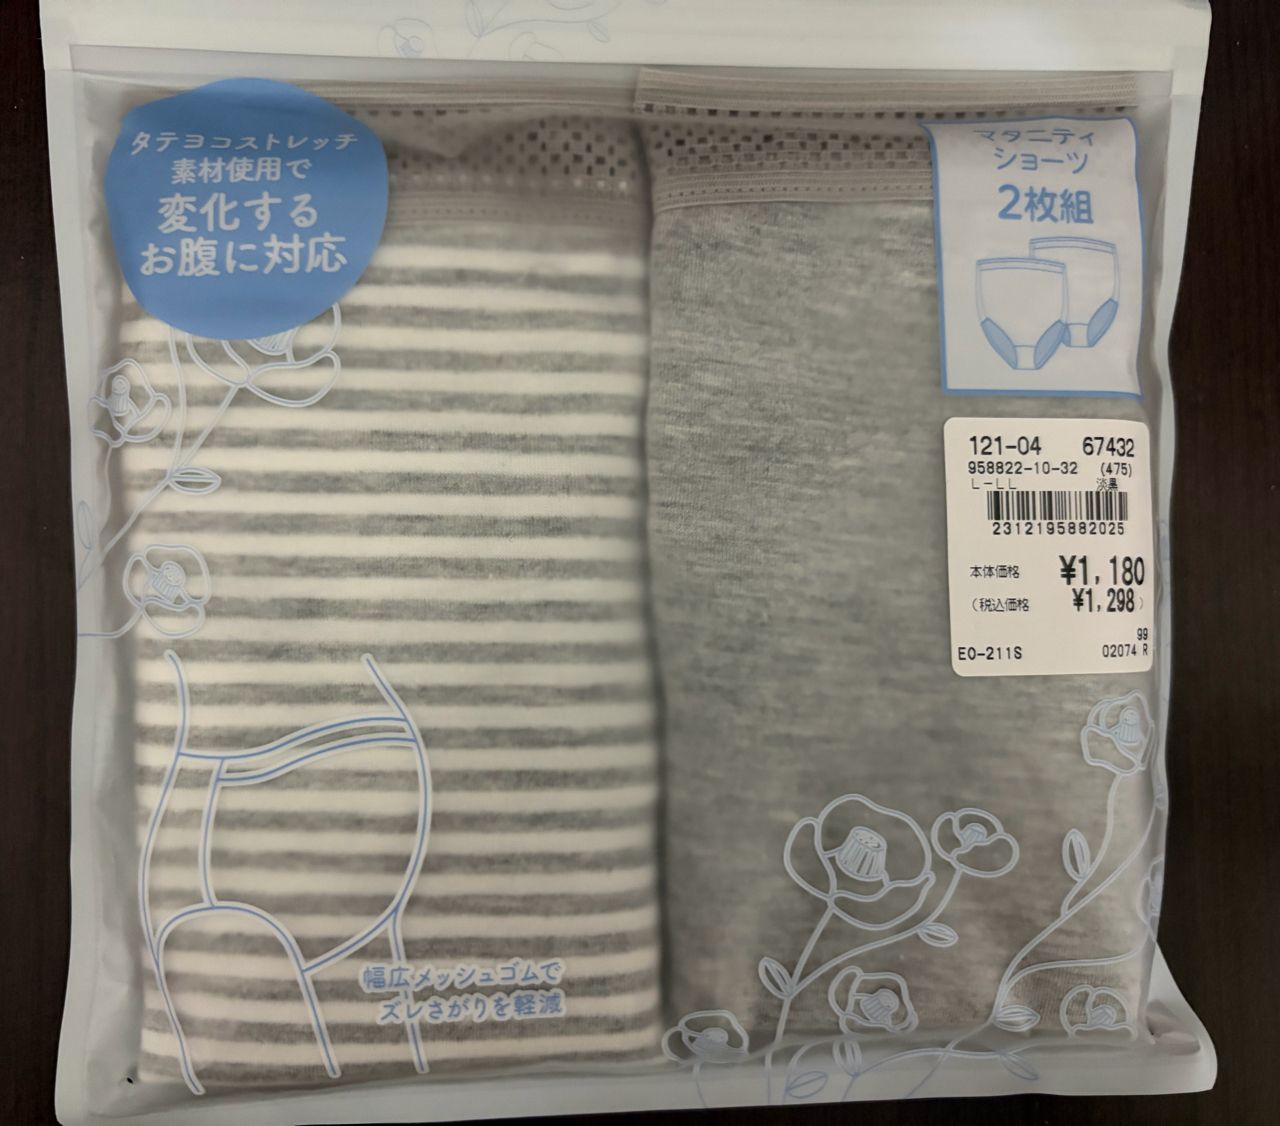 タテヨコストレッチ
素材使用で
変化する
お腹に対応
マタニティ
ショーツ
2枚組
121-04 67432
958822-10-32 (475)
L-LL 淡黒
2312195882025
本体価格 ¥1,180
(税込価格 ¥1,298)
99
EO-211S 02074 R
幅広メッシュゴムで
ズレさがりを軽減